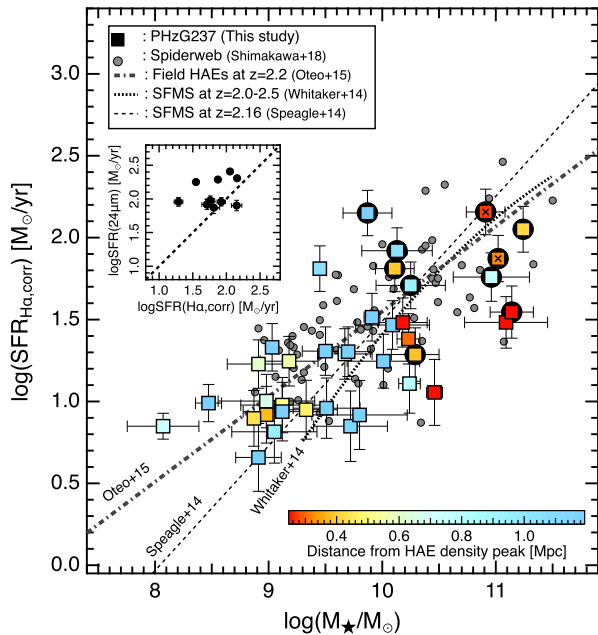 : PHzG237 (This study)
: Spiderweb (Shimakawa+18)
: Field HAEs at z=2.2 (Oteo+15)
: SFMS at z=2.0-2.5 (Whitaker+14)
: SFMS at z=2.16 (Speagle+14)
3.0
2.5
2.0
1.5
1.0
0.5
0.0
log(SFR_Hα,corr) [M☉/yr]
2.5
2.0
1.5
1.0
logSFR(24μm) [M☉/yr]
1.0 1.5 2.0 2.5
logSFR(Hα,corr) [M☉/yr]
Oteo+15
Speagle+14
Whitaker+14
0.4 0.6 0.8 1.0
Distance from HAE density peak [Mpc]
8 9 10 11
log(M★/M☉)